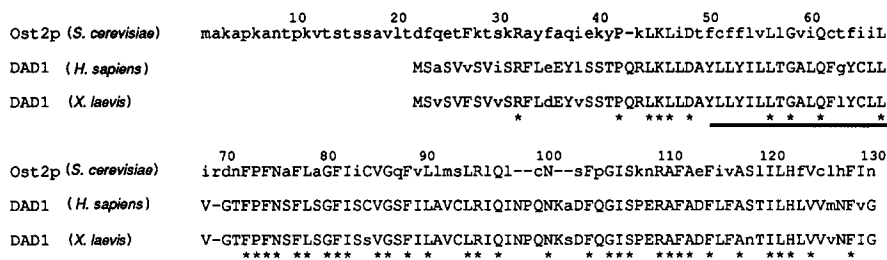 10 20 30 40 50 60
Ost2p (S. cerevisiae) makapkantpkvtstssavltdfqetFktskRayfaqiekyP-kLKLiDtfcfflvLlGviQctfiiL
DAD1 (H. sapiens) MSaSVvSViSRFLeEYlSSTPQRLKLLDAYLLYILLTGALQFgYCLL
DAD1 (X. laevis) MSvSVFSVvSRFLdEYvSSTPQRLKLLDAYLLYILLTGALQFlYCLL
* * *** * * * * *
70 80 90 100 110 120 130
Ost2p (S. cerevisiae) irdnFPFNaFLaGFIiCVGqFvLlmsLRlQl--cN--sFpGISknRAFAeFivASlILHfVclhFIn
DAD1 (H. sapiens) V-GTFPFNSFLSGFISCVGSFILAVCLRIQINPQNKaDFQGISPERAFADFLFASTILHLVVmNFvG
DAD1 (X. laevis) V-GTFPFNSFLSGFISsVGSFILAVCLRIQINPQNKsDFQGISPERAFADFLFAnTILHLVVvNFIG
**** ** *** ** * * ** * * * *** **** * * *** * *